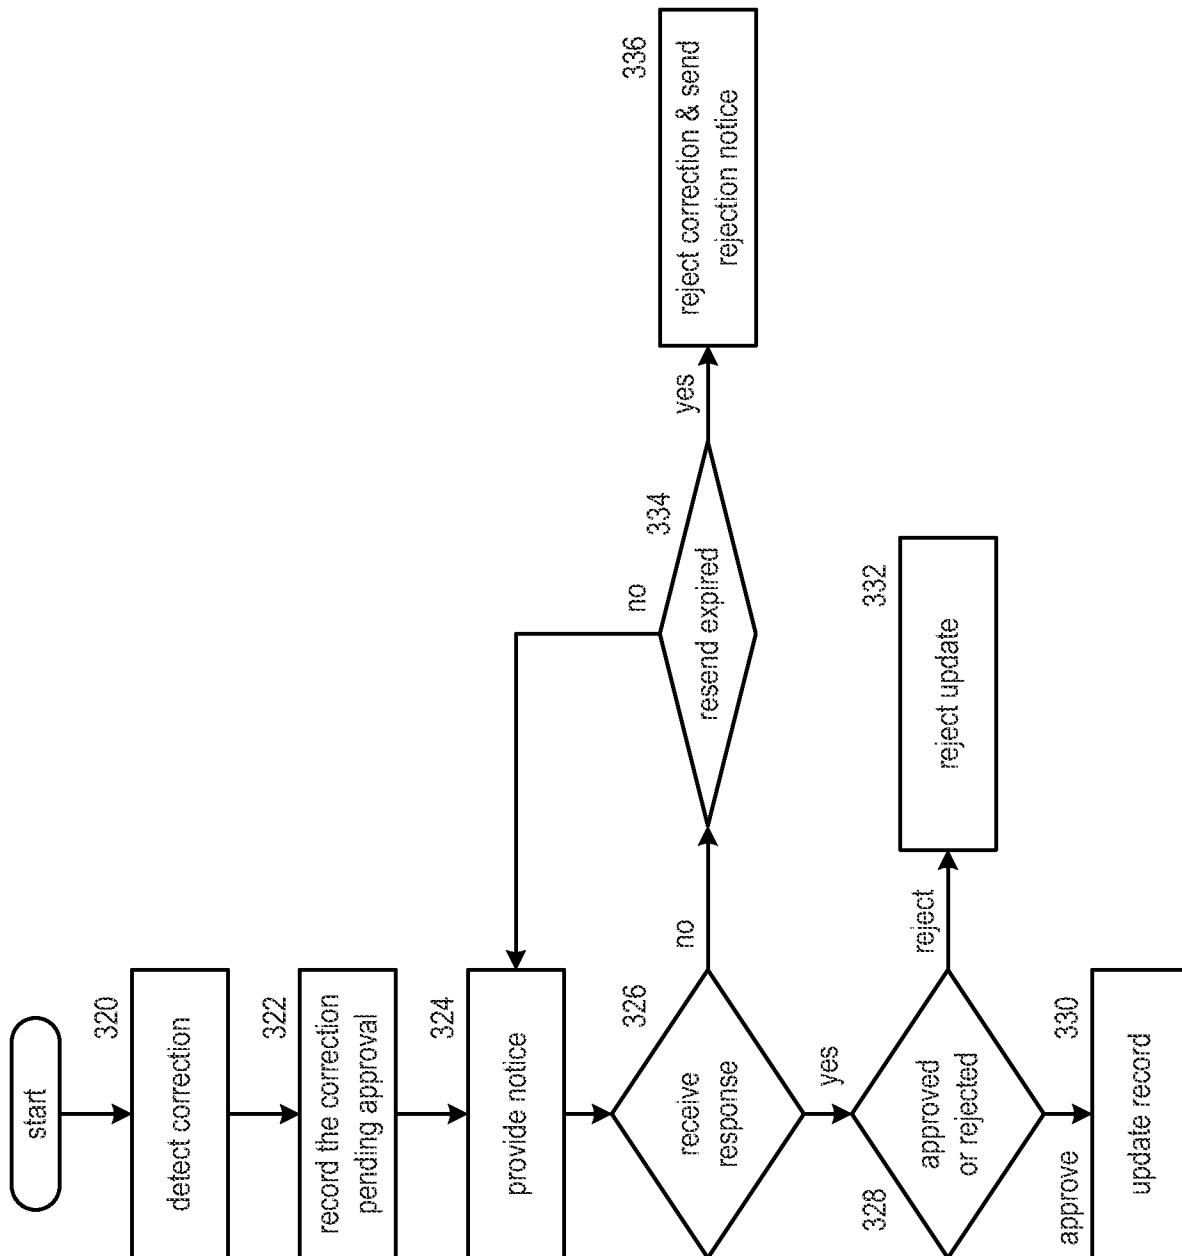 start
320
detect correction
322
record the correction
pending approval
324
provide notice
326
receive
response
no
334
resend expired
no
yes
336
reject correction & send
rejection notice
yes
328
approved
or rejected
reject
332
reject update
approve
330
update record